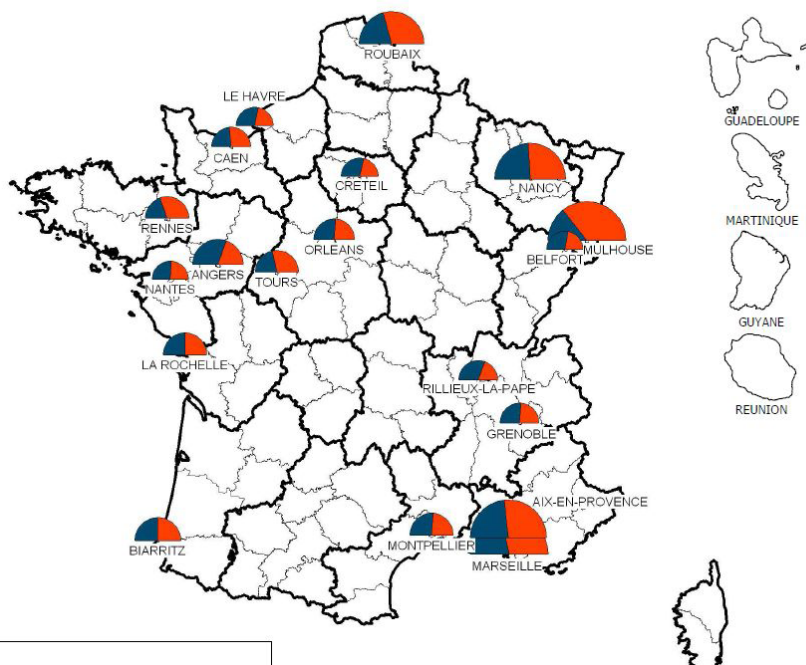 ROUBAIX
LE HAVRE
CAEN
CRETEIL
NANCY
RENNES
ORLEANS
MULHOUSE
BELFORT
ANGERS
TOURS
NANTES
LA ROCHELLE
RILLIEUX-LA-PAPE
GRENOBLE
AIX-EN-PROVENCE
BIARRITZ
MONTPELLIER
MARSEILLE
GUADELOUPE
MARTINIQUE
GUYANE
REUNION